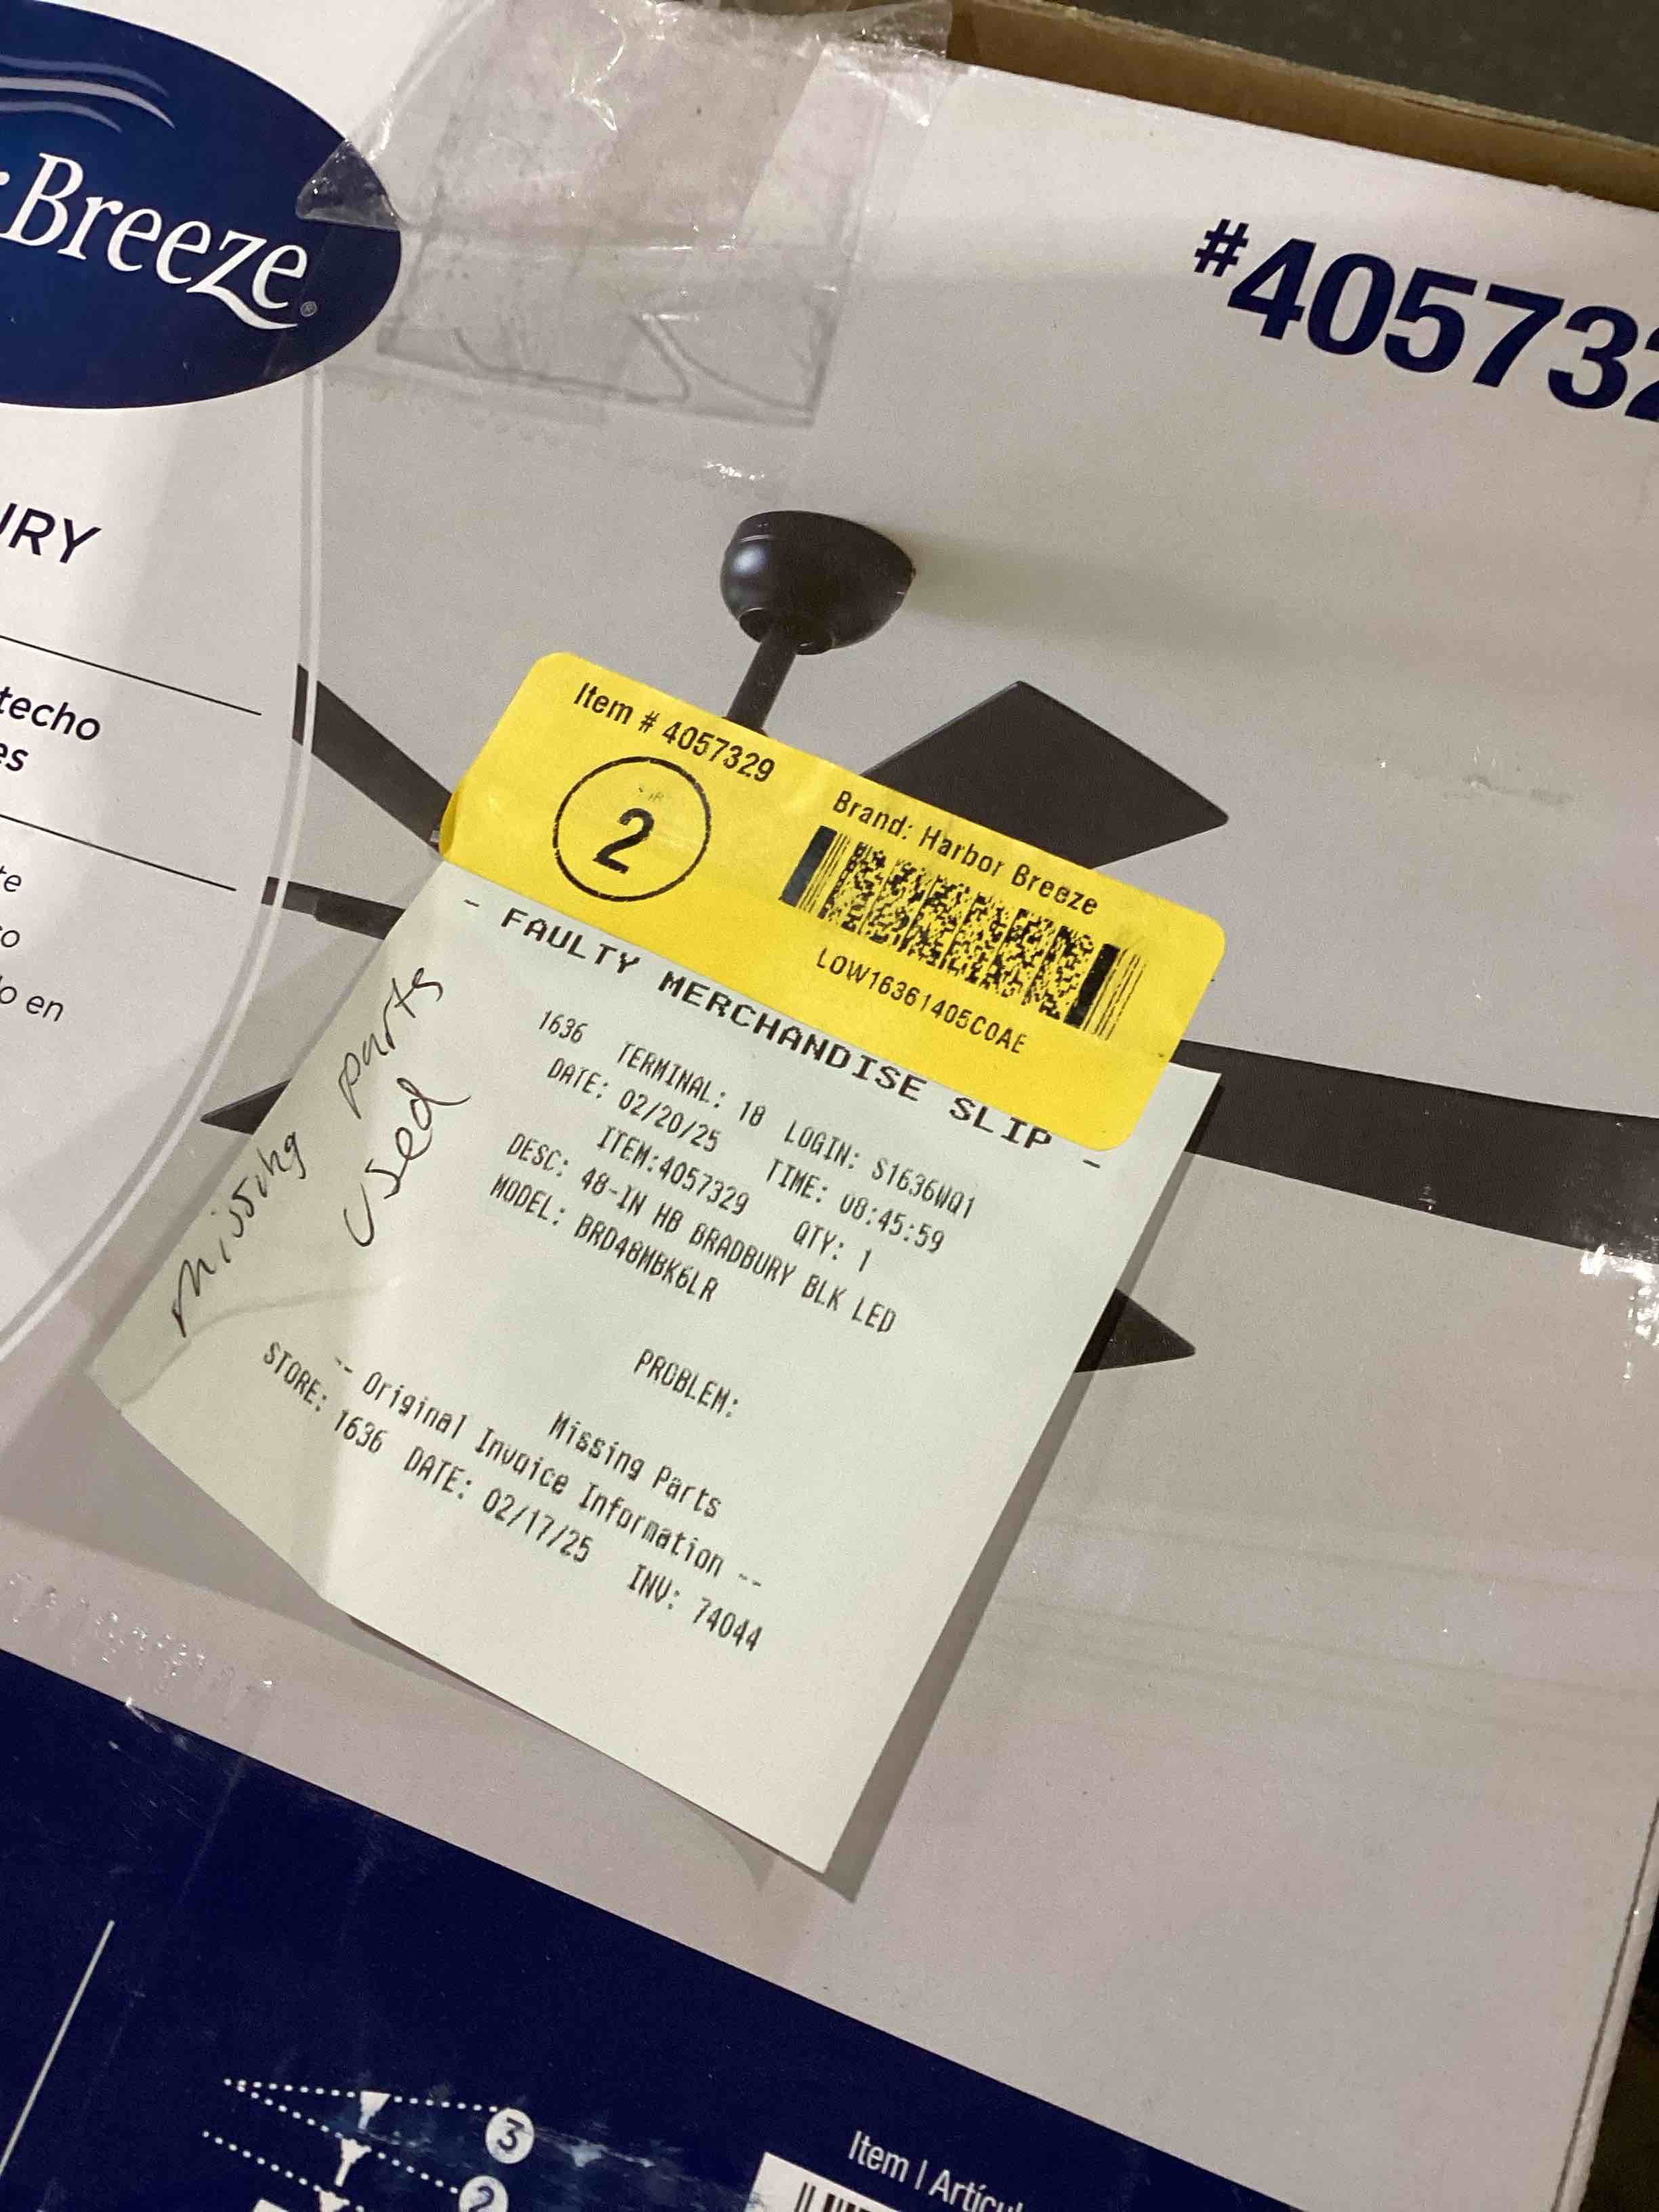 Breeze®
#405732
URY
techo
es
te
o en
Item # 4057329
2
Brand: Harbor Breeze
LOW16361405C0AE
- FAULTY MERCHANDISE SLIP -
1636 TERMINAL: 18 LOGIN: S1636WQ1
DATE: 02/20/25 TIME: 08:45:59
ITEM:4057329 QTY: 1
DESC: 48-IN HB BRADBURY BLK LED
MODEL: BRD48MBK6LR
PROBLEM:
Missing Parts
-- Original Invoice Information --
STORE: 1636 DATE: 02/17/25 INV: 74044
missing parts
used
3
2
Item | Artícul